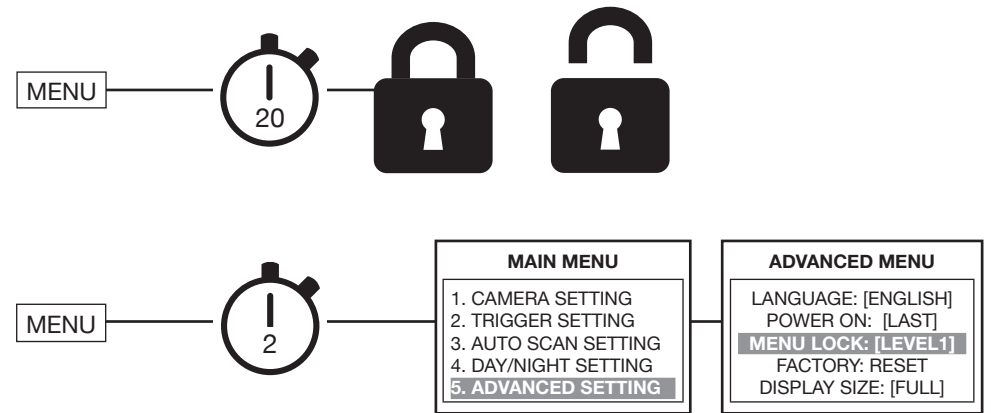 MENU
20
MENU
2
MAIN MENU
1. CAMERA SETTING
2. TRIGGER SETTING
3. AUTO SCAN SETTING
4. DAY/NIGHT SETTING
5. ADVANCED SETTING
ADVANCED MENU
LANGUAGE: [ENGLISH]
POWER ON: [LAST]
MENU LOCK: [LEVEL1]
FACTORY: RESET
DISPLAY SIZE: [FULL]